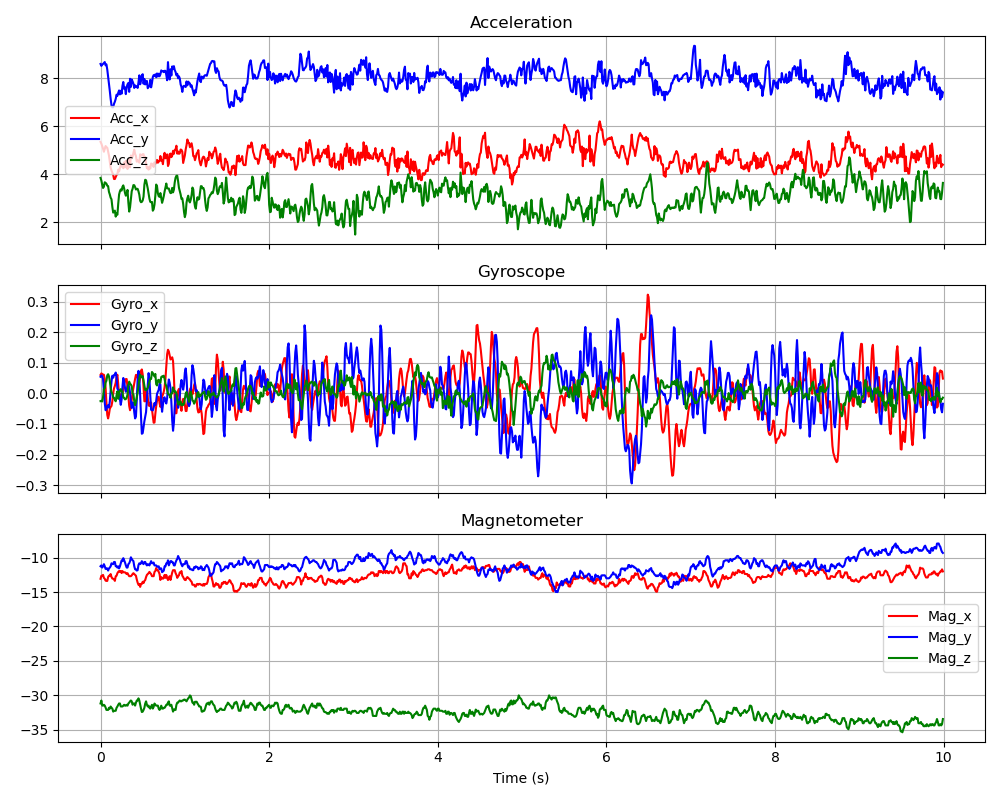 Acceleration
8
6
4
2
Acc_x
Acc_y
Acc_z
Gyroscope
0.3
0.2
0.1
0.0
−0.1
−0.2
−0.3
Gyro_x
Gyro_y
Gyro_z
Magnetometer
−10
−15
−20
−25
−30
−35
Mag_x
Mag_y
Mag_z
0 2 4 6 8 10
Time (s)